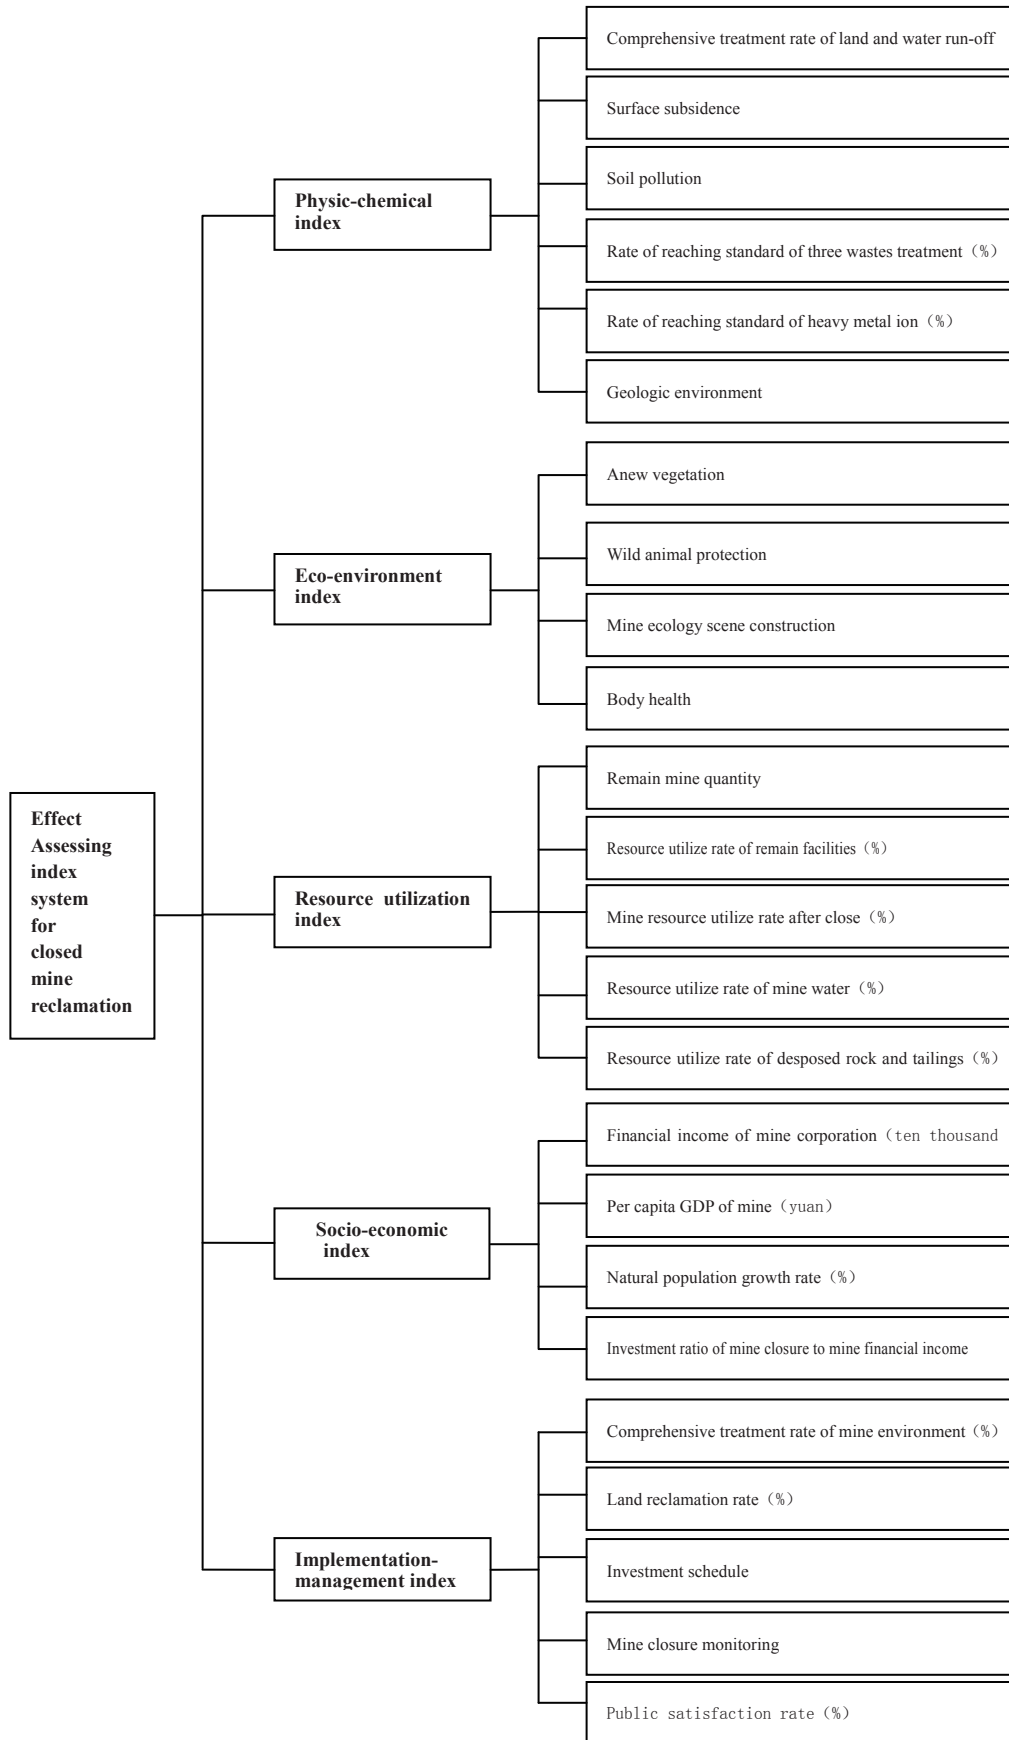 Comprehensive treatment rate of land and water run-off
Surface subsidence
Soil pollution
Physic-chemical
index
Rate of reaching standard of three wastes treatment（%）
Rate of reaching standard of heavy metal ion（%）
Geologic environment
Anew vegetation
Wild animal protection
Eco-environment
index
Mine ecology scene construction
Body health
Remain mine quantity
Resource utilize rate of remain facilities（%）
Effect
Assessing
index
system
for
closed
mine
reclamation
Resource utilization
index
Mine resource utilize rate after close（%）
Resource utilize rate of mine water（%）
Resource utilize rate of desposed rock and tailings（%）
Financial income of mine corporation（ten thousand
Per capita GDP of mine（yuan）
Socio-economic
index
Natural population growth rate（%）
Investment ratio of mine closure to mine financial income
Comprehensive treatment rate of mine environment（%）
Land reclamation rate（%）
Implementation-
management index
Investment schedule
Mine closure monitoring
Public satisfaction rate（%）